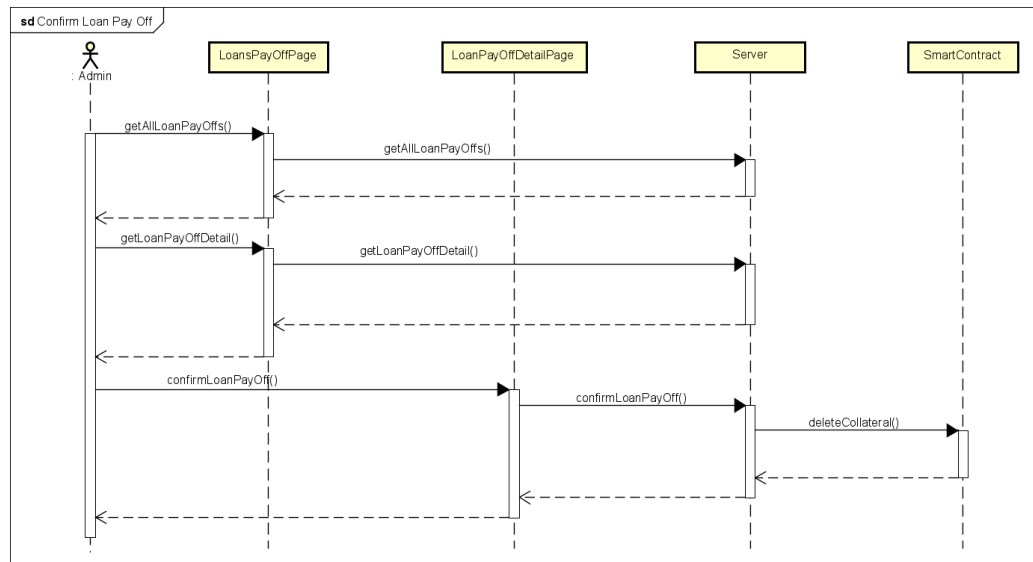 sd Confirm Loan Pay Off
: Admin
LoansPayOffPage
LoanPayOffDetailPage
Server
SmartContract
getAllLoanPayOffs()
getAllLoanPayOffs()
getLoanPayOffDetail()
getLoanPayOffDetail()
confirmLoanPayOff()
confirmLoanPayOff()
deleteCollateral()